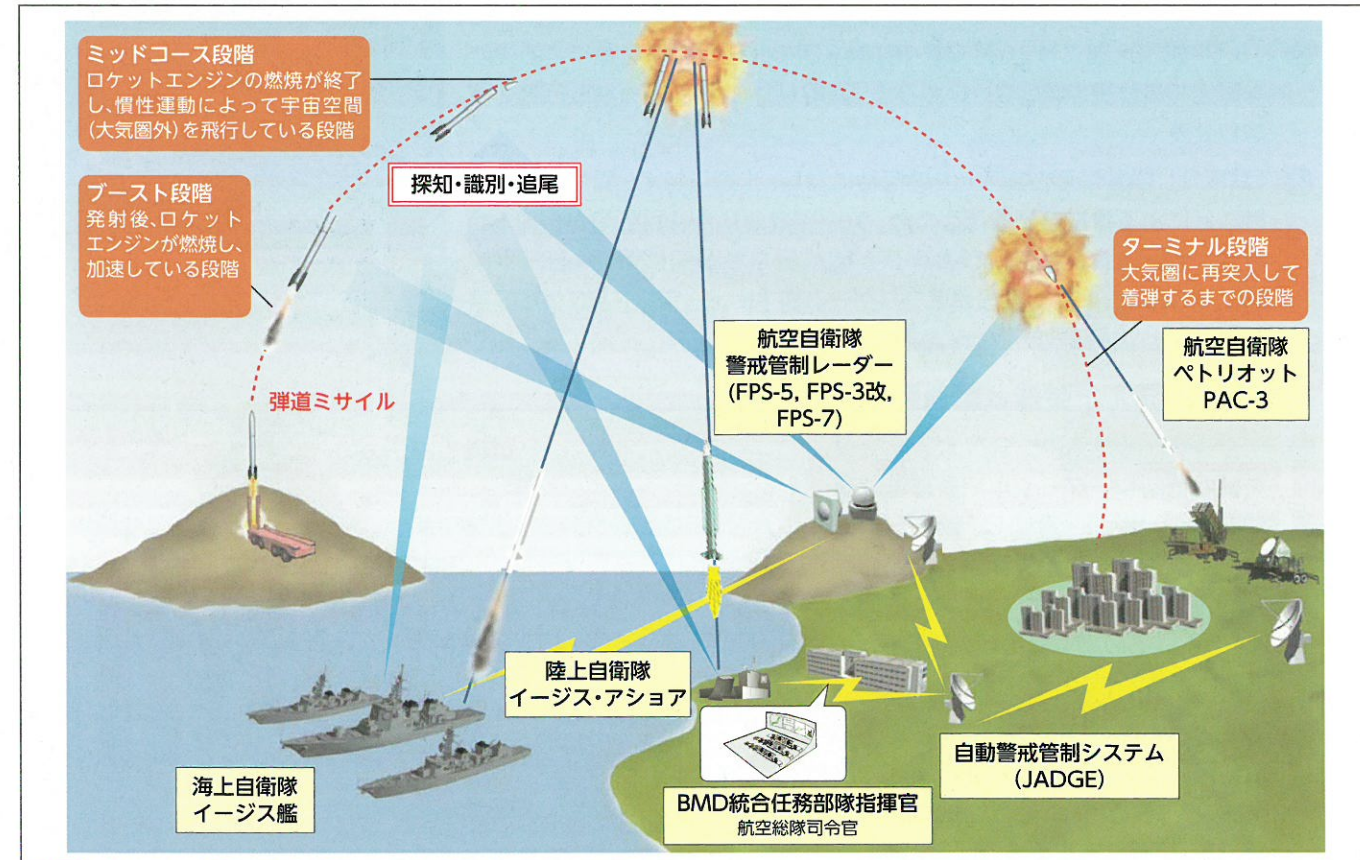 ミッドコース段階
ロケットエンジンの燃焼が終了
し、慣性運動によって宇宙空間
(大気圏外)を飛行している段階
探知・識別・追尾
ブースト段階
発射後、ロケット
エンジンが燃焼し、
加速している段階
弾道ミサイル
ターミナル段階
大気圏に再突入して
着弾するまでの段階
航空自衛隊
警戒管制レーダー
(FPS-5, FPS-3改,
FPS-7)
航空自衛隊
ペトリオット
PAC-3
陸上自衛隊
イージス・アショア
海上自衛隊
イージス艦
BMD統合任務部隊指揮官
航空総隊司令官
自動警戒管制システム
(JADGE)